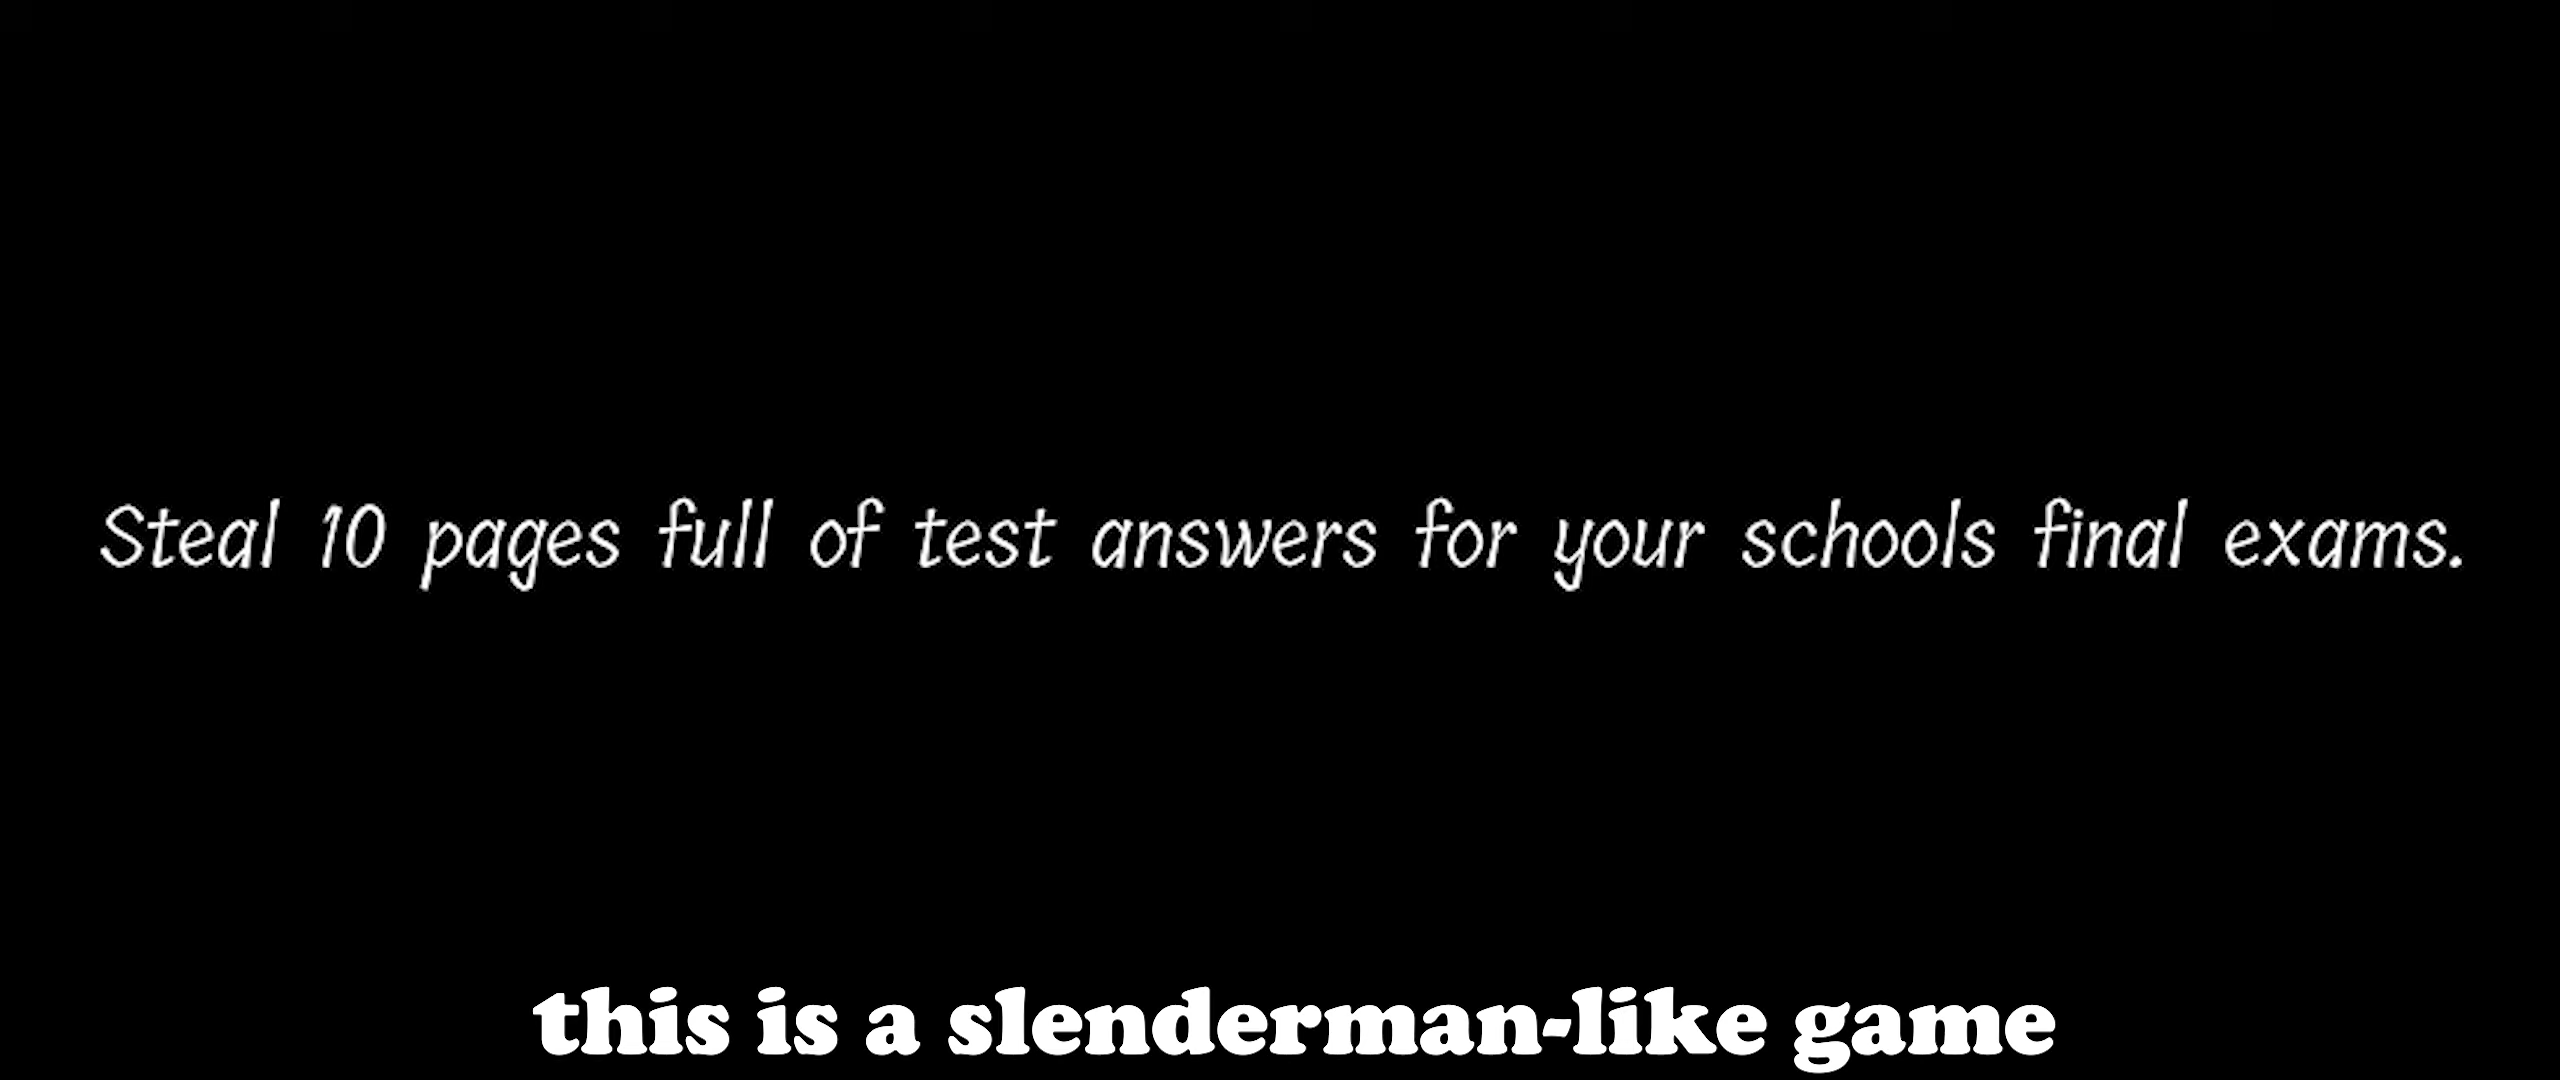 Steal 10 pages full of test answers for your schools final exams.
this is a slenderman-like game